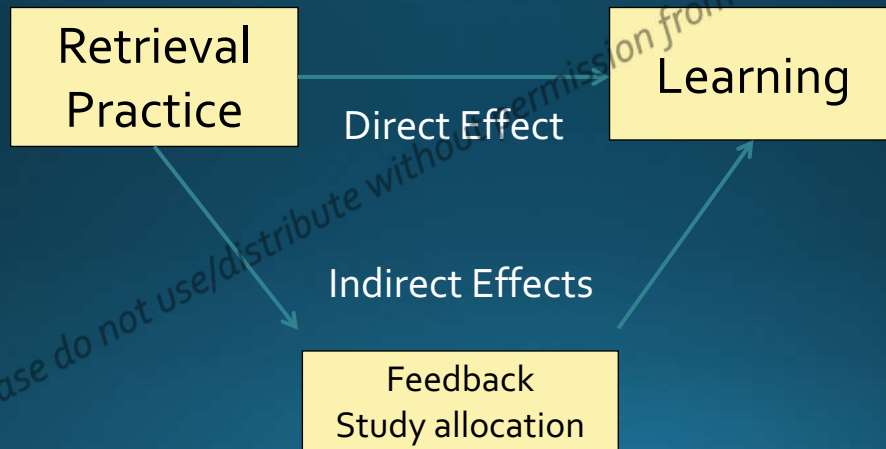 Retrieval
Practice
Learning
Direct Effect
Indirect Effects
Feedback
Study allocation
ase do not use/distribute without permission from